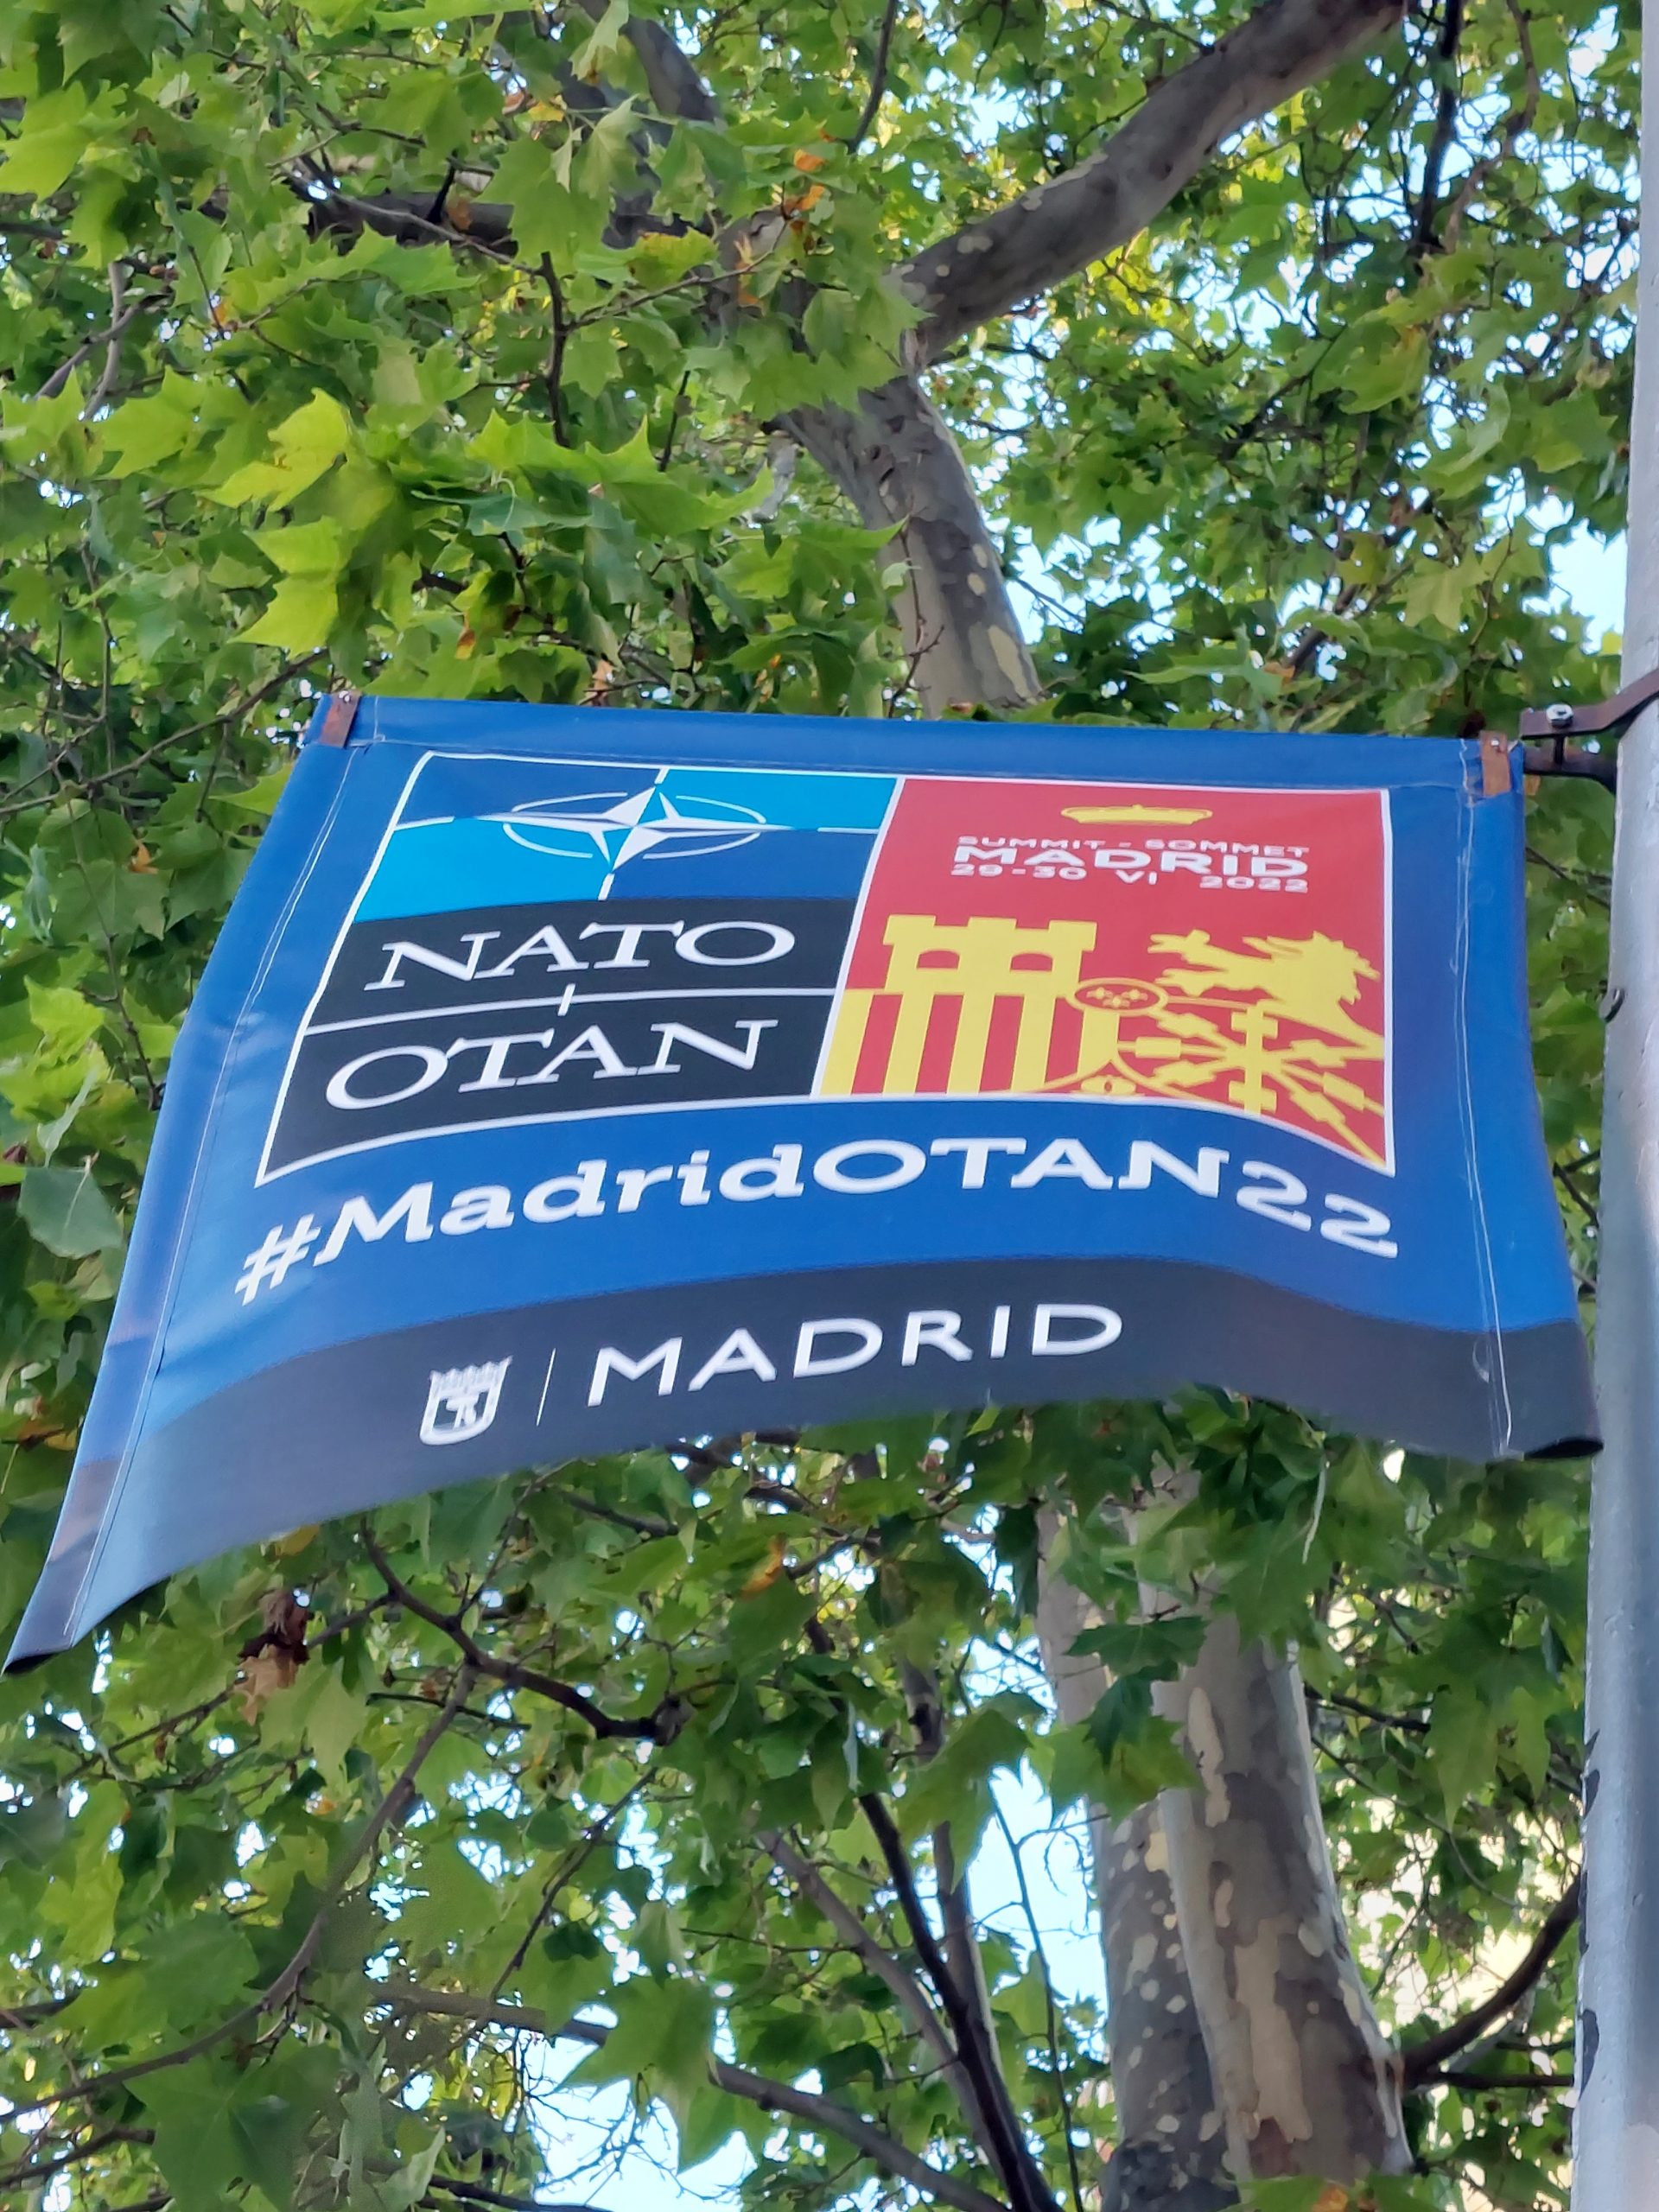 NATO
OTAN
SUMMIT - SOMMET
MADRID
29-30 VI 2022
#MadridOTAN22
MADRID